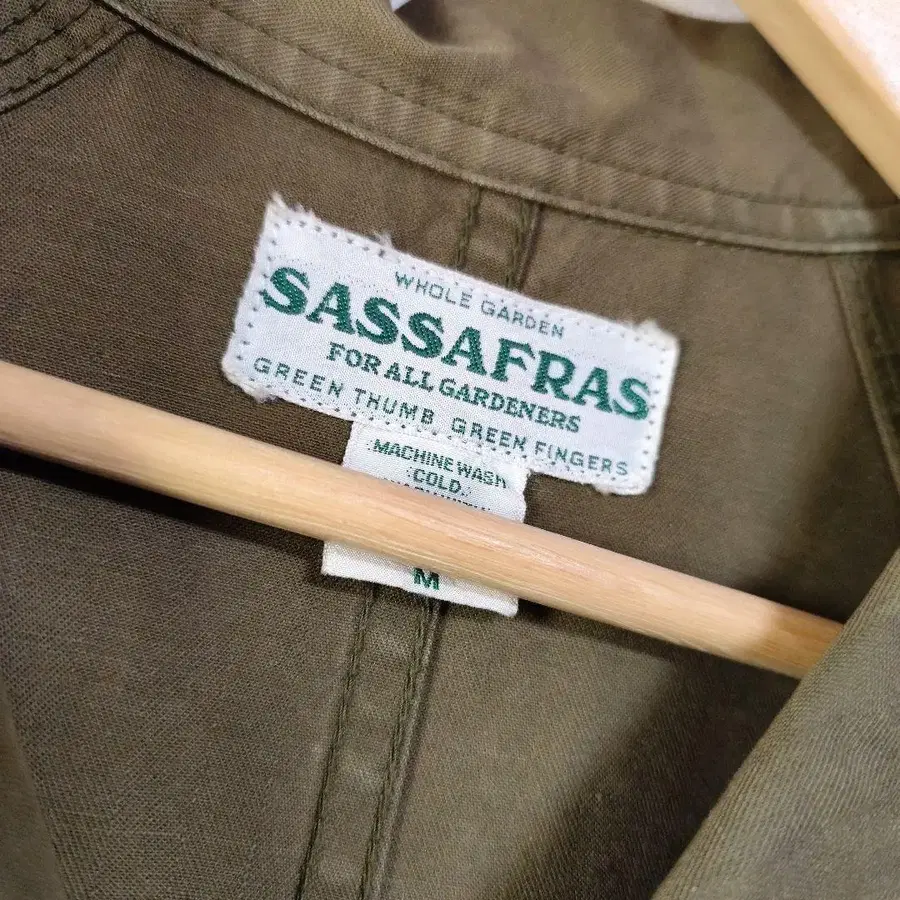 WHOLE GARDEN
SASSAFRAS
FOR ALL GARDENERS
GREEN THUMB GREEN FINGERS
MACHINE WASH
COLD
M